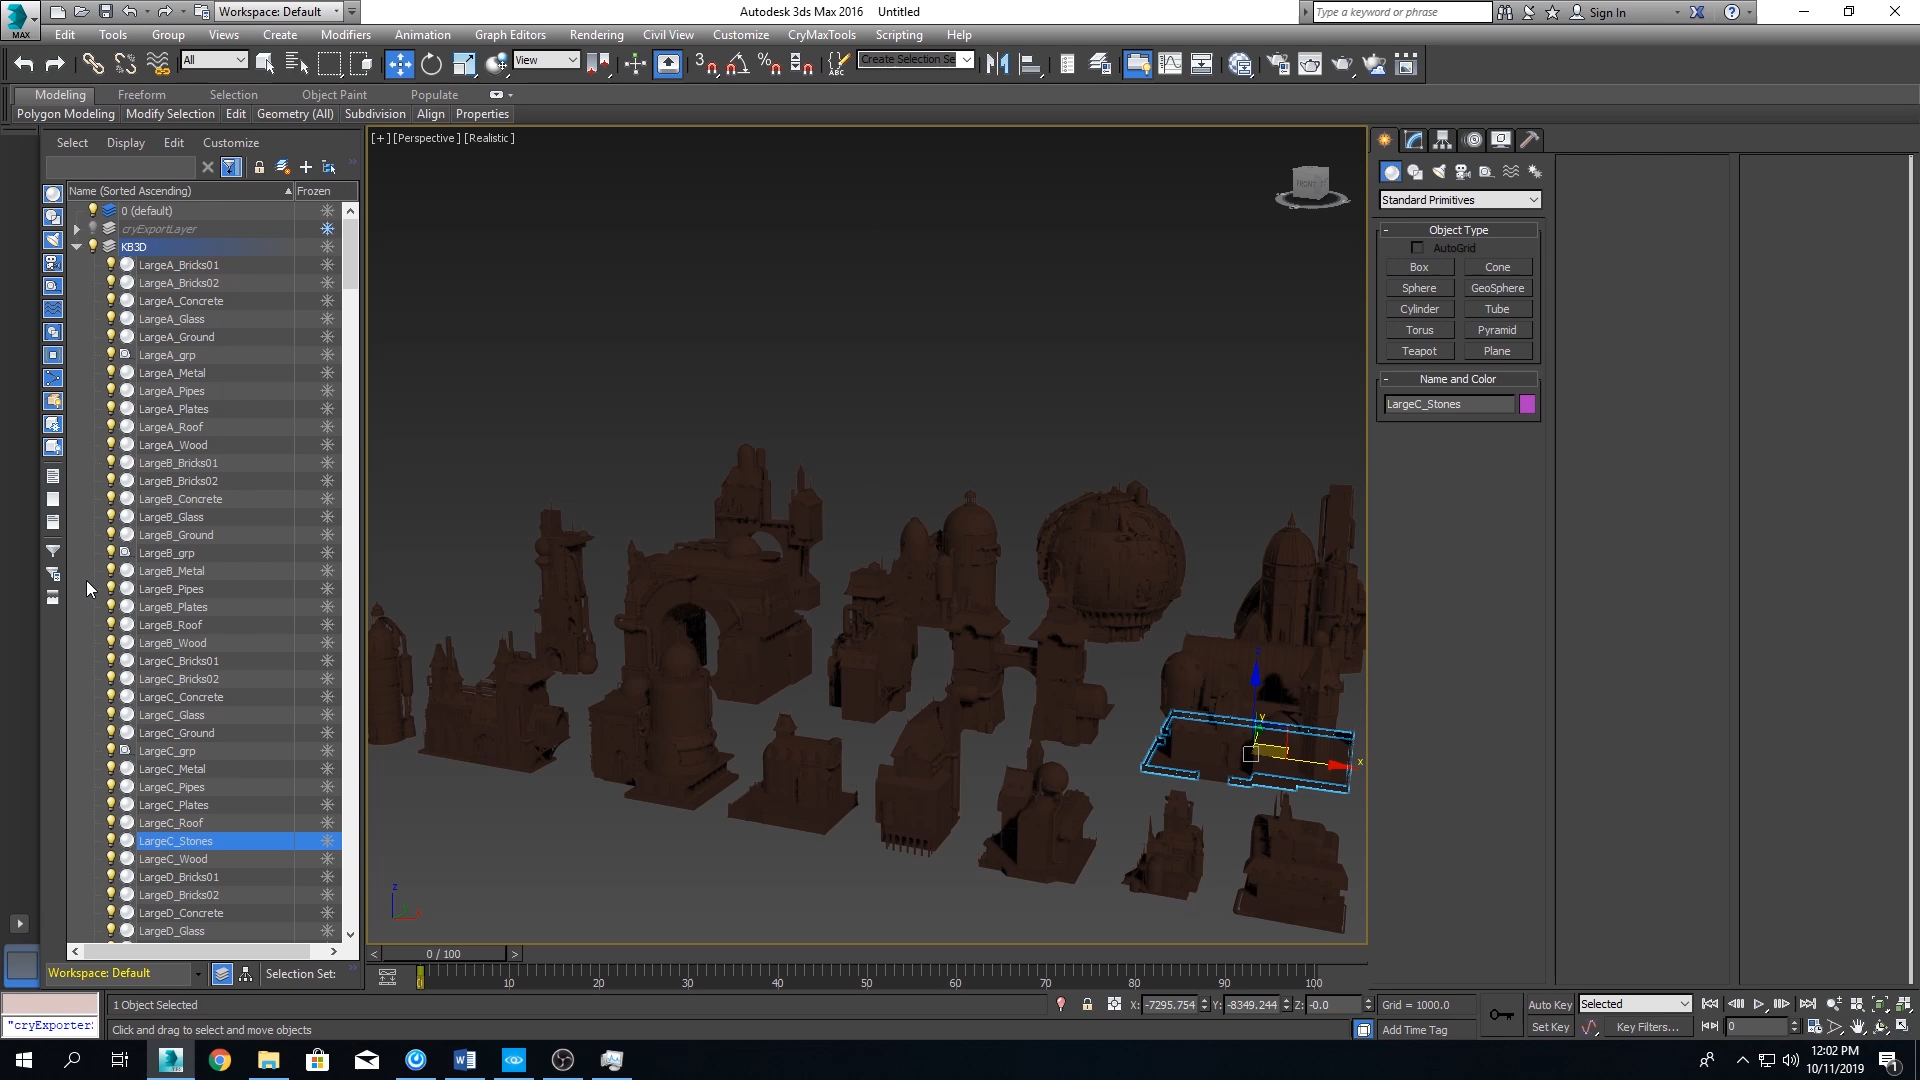 Workspace: Default
Autodesk 3ds Max 2016 Untitled
Type a keyword or phrase
Sign In
MAX
Edit Tools Group Views Create Modifiers Animation Graph Editors Rendering Civil View Customize CryMaxTools Scripting Help
All
View
Create Selection Se
Modeling Freeform Selection Object Paint Populate
Polygon Modeling Modify Selection Edit Geometry (All) Subdivision Align Properties
Select Display Edit Customize
[+] [Perspective] [Realistic]
FRONT
Name (Sorted Ascending) Frozen
0 (default)
cryExportLayer
KB3D
LargeA_Bricks01
LargeA_Bricks02
LargeA_Concrete
LargeA_Glass
LargeA_Ground
LargeA_grp
LargeA_Metal
LargeA_Pipes
LargeA_Plates
LargeA_Roof
LargeA_Wood
LargeB_Bricks01
LargeB_Bricks02
LargeB_Concrete
LargeB_Glass
LargeB_Ground
LargeB_grp
LargeB_Metal
LargeB_Pipes
LargeB_Plates
LargeB_Roof
LargeB_Wood
LargeC_Bricks01
LargeC_Bricks02
LargeC_Concrete
LargeC_Glass
LargeC_Ground
LargeC_grp
LargeC_Metal
LargeC_Pipes
LargeC_Plates
LargeC_Roof
LargeC_Stones
LargeC_Wood
LargeD_Bricks01
LargeD_Bricks02
LargeD_Concrete
LargeD_Glass
Standard Primitives
- Object Type
AutoGrid
Box Cone
Sphere GeoSphere
Cylinder Tube
Torus Pyramid
Teapot Plane
- Name and Color
LargeC_Stones
z
y
x
z
x
< 0 / 100 >
Workspace: Default
Selection Set:
0 10 20 30 40 50 60 70 80 90 100
1 Object Selected
X: -7295.754 Y: -8349.244 Z: -0.0
Grid = 1000.0
Auto Key Selected
"cryExporter:
Click and drag to select and move objects
Add Time Tag
Set Key Key Filters...
0
12:02 PM
10/11/2019
1